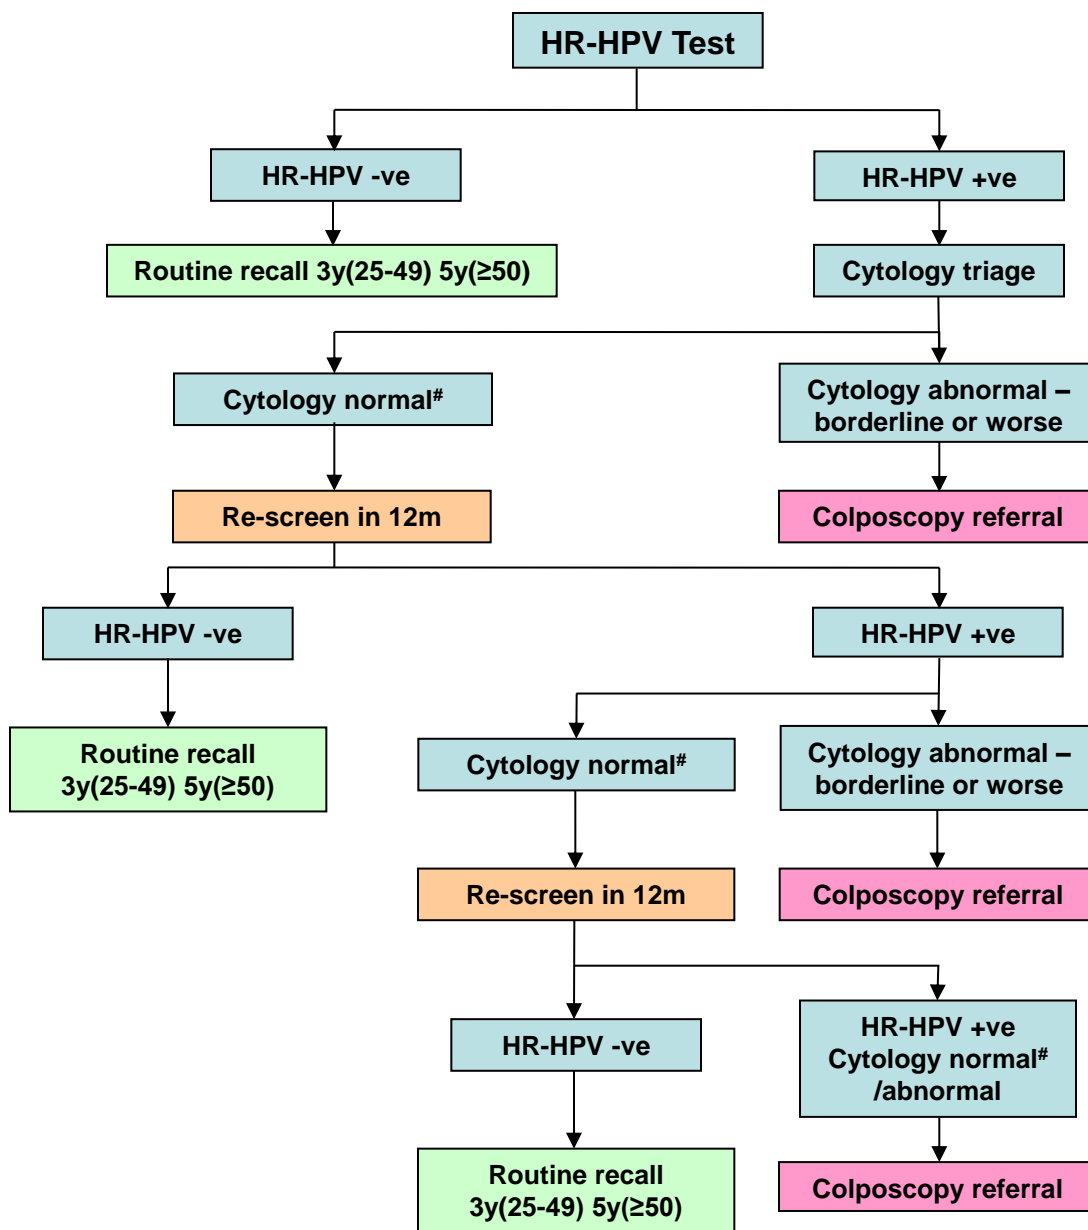 HR-HPV Test
HR-HPV -ve
HR-HPV +ve
Routine recall 3y(25-49) 5y(≥50)
Cytology triage
Cytology normal#
Cytology abnormal –
borderline or worse
Re-screen in 12m
Colposcopy referral
HR-HPV -ve
HR-HPV +ve
Routine recall
3y(25-49) 5y(≥50)
Cytology normal#
Cytology abnormal –
borderline or worse
Re-screen in 12m
Colposcopy referral
HR-HPV -ve
HR-HPV +ve
Cytology normal#
/abnormal
Routine recall
3y(25-49) 5y(≥50)
Colposcopy referral